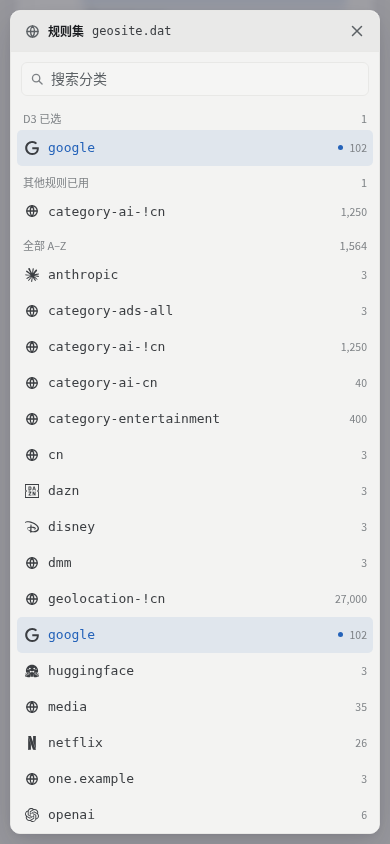 规则集 geosite.dat
搜索分类
D3 已选 1
google 102
其他规则已用 1
category-ai-!cn 1,250
全部 A–Z 1,564
anthropic 3
category-ads-all 3
category-ai-!cn 1,250
category-ai-cn 40
category-entertainment 400
cn 3
DAZN dazn 3
disney 3
dmm 3
geolocation-!cn 27,000
google 102
huggingface 3
media 35
netflix 26
one.example 3
openai 6